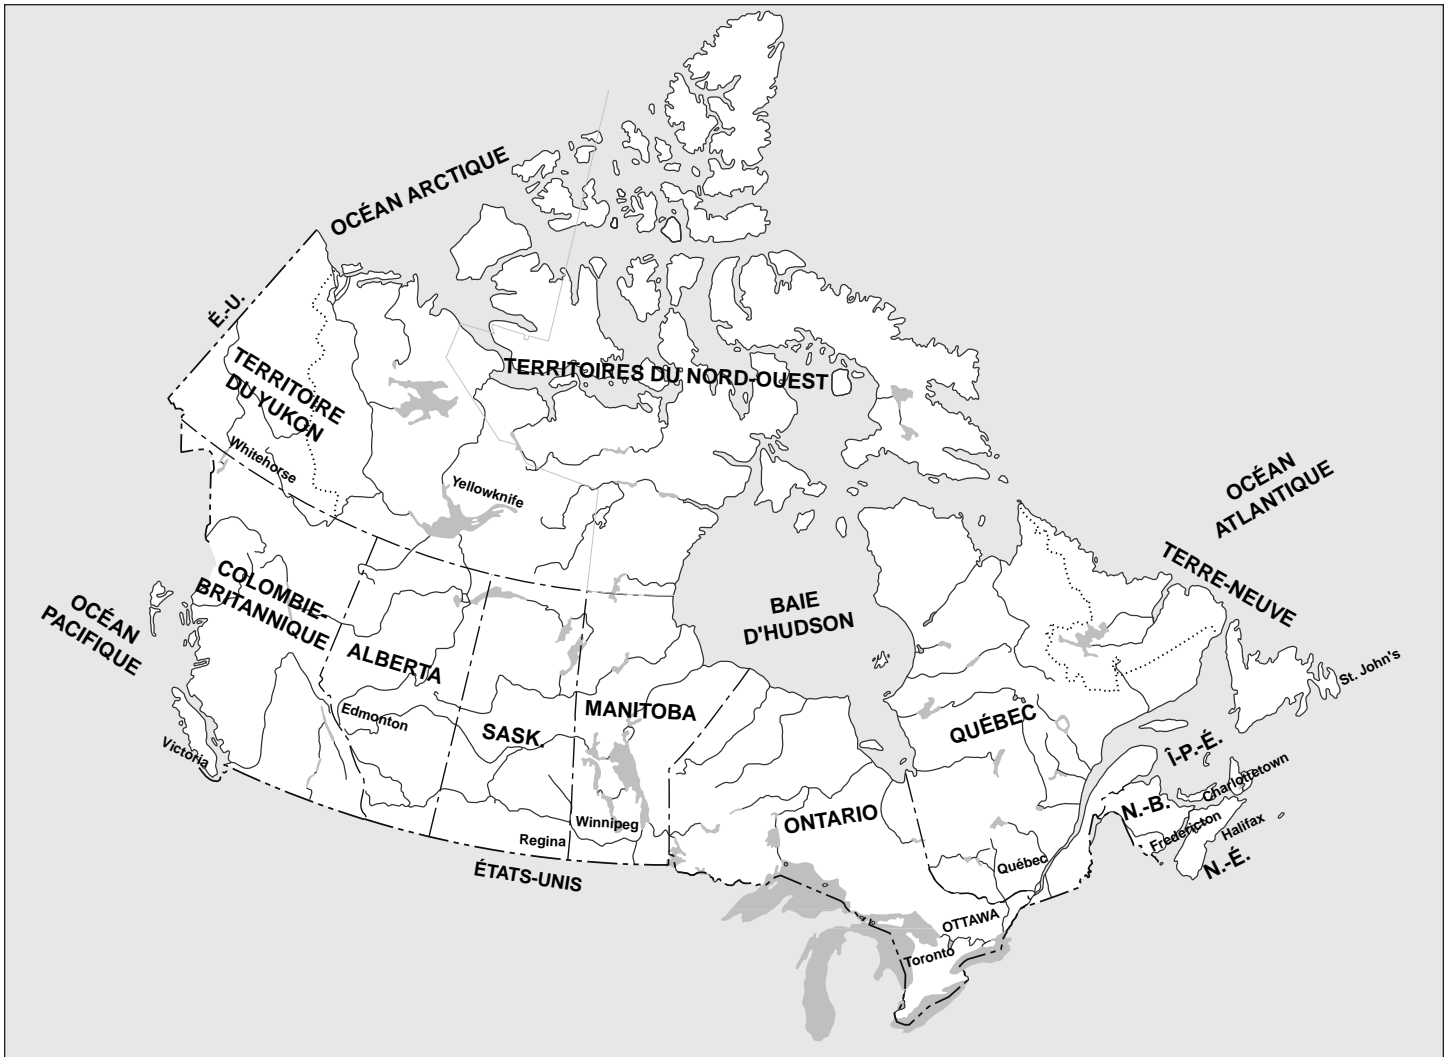 OCÉAN ARCTIQUE
É.-U.
TERRITOIRE
DU YUKON
Whitehorse
TERRITOIRES DU NORD-OUEST
Yellowknife
OCÉAN
ATLANTIQUE
TERRE-NEUVE
St. John's
OCÉAN
PACIFIQUE
COLOMBIE-
BRITANNIQUE
Victoria
ALBERTA
Edmonton
SASK.
Regina
MANITOBA
Winnipeg
BAIE
D'HUDSON
ONTARIO
OTTAWA
Toronto
QUÉBEC
Québec
Î-P.-É.
Charlottetown
N.-B.
Fredericton
Halifax
N.-É.
ÉTATS-UNIS